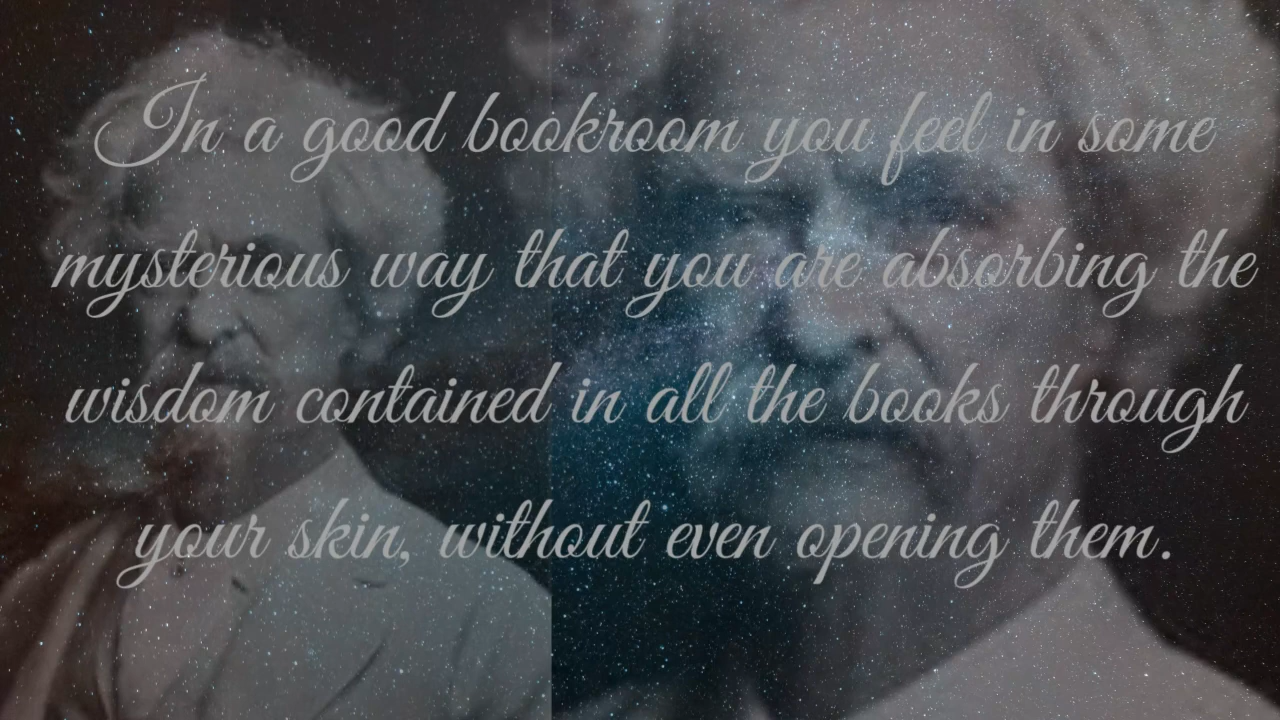 In a good bookroom you feel in some
mysterious way that you are absorbing the
wisdom contained in all the books through
your skin, without even opening them.